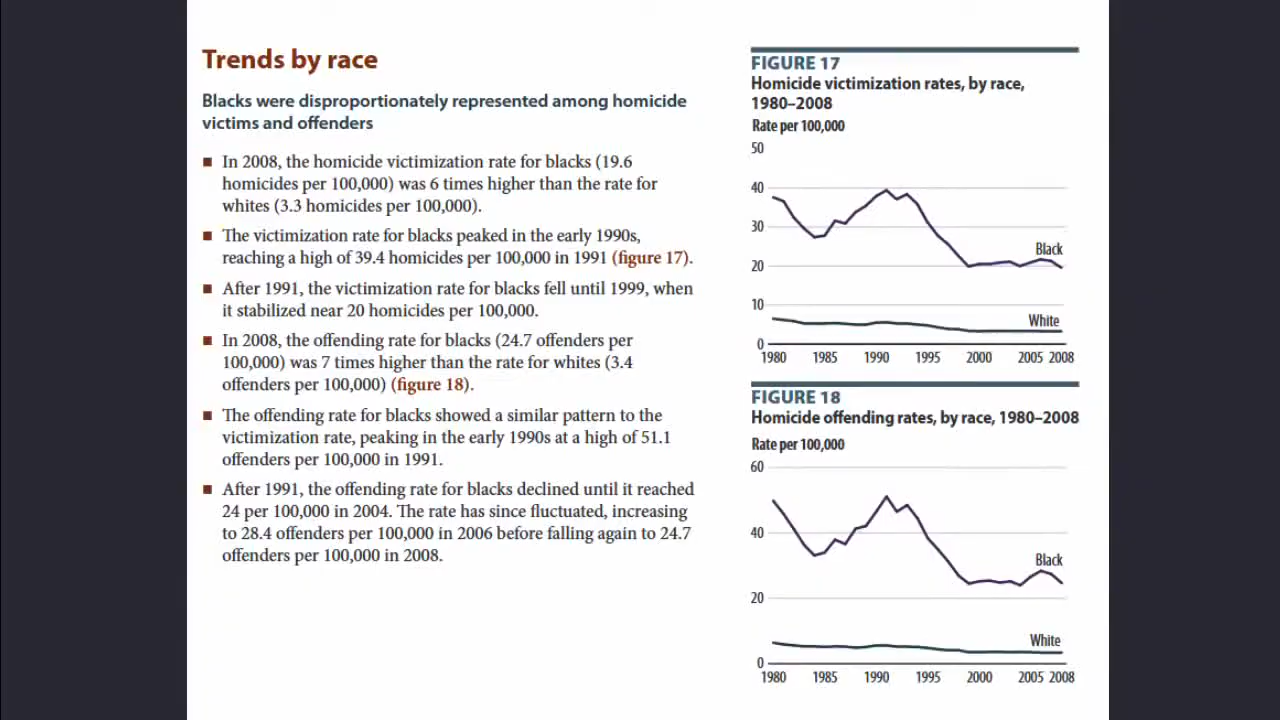 Trends by race
Blacks were disproportionately represented among homicide
victims and offenders
■ In 2008, the homicide victimization rate for blacks (19.6
homicides per 100,000) was 6 times higher than the rate for
whites (3.3 homicides per 100,000).
■ The victimization rate for blacks peaked in the early 1990s,
reaching a high of 39.4 homicides per 100,000 in 1991 (figure 17).
■ After 1991, the victimization rate for blacks fell until 1999, when
it stabilized near 20 homicides per 100,000.
■ In 2008, the offending rate for blacks (24.7 offenders per
100,000) was 7 times higher than the rate for whites (3.4
offenders per 100,000) (figure 18).
■ The offending rate for blacks showed a similar pattern to the
victimization rate, peaking in the early 1990s at a high of 51.1
offenders per 100,000 in 1991.
■ After 1991, the offending rate for blacks declined until it reached
24 per 100,000 in 2004. The rate has since fluctuated, increasing
to 28.4 offenders per 100,000 in 2006 before falling again to 24.7
offenders per 100,000 in 2008.
FIGURE 17
Homicide victimization rates, by race,
1980–2008
Rate per 100,000
50
40
30
Black
20
10
White
0
1980 1985 1990 1995 2000 2005 2008
FIGURE 18
Homicide offending rates, by race, 1980–2008
Rate per 100,000
60
40
Black
20
White
0
1980 1985 1990 1995 2000 2005 2008